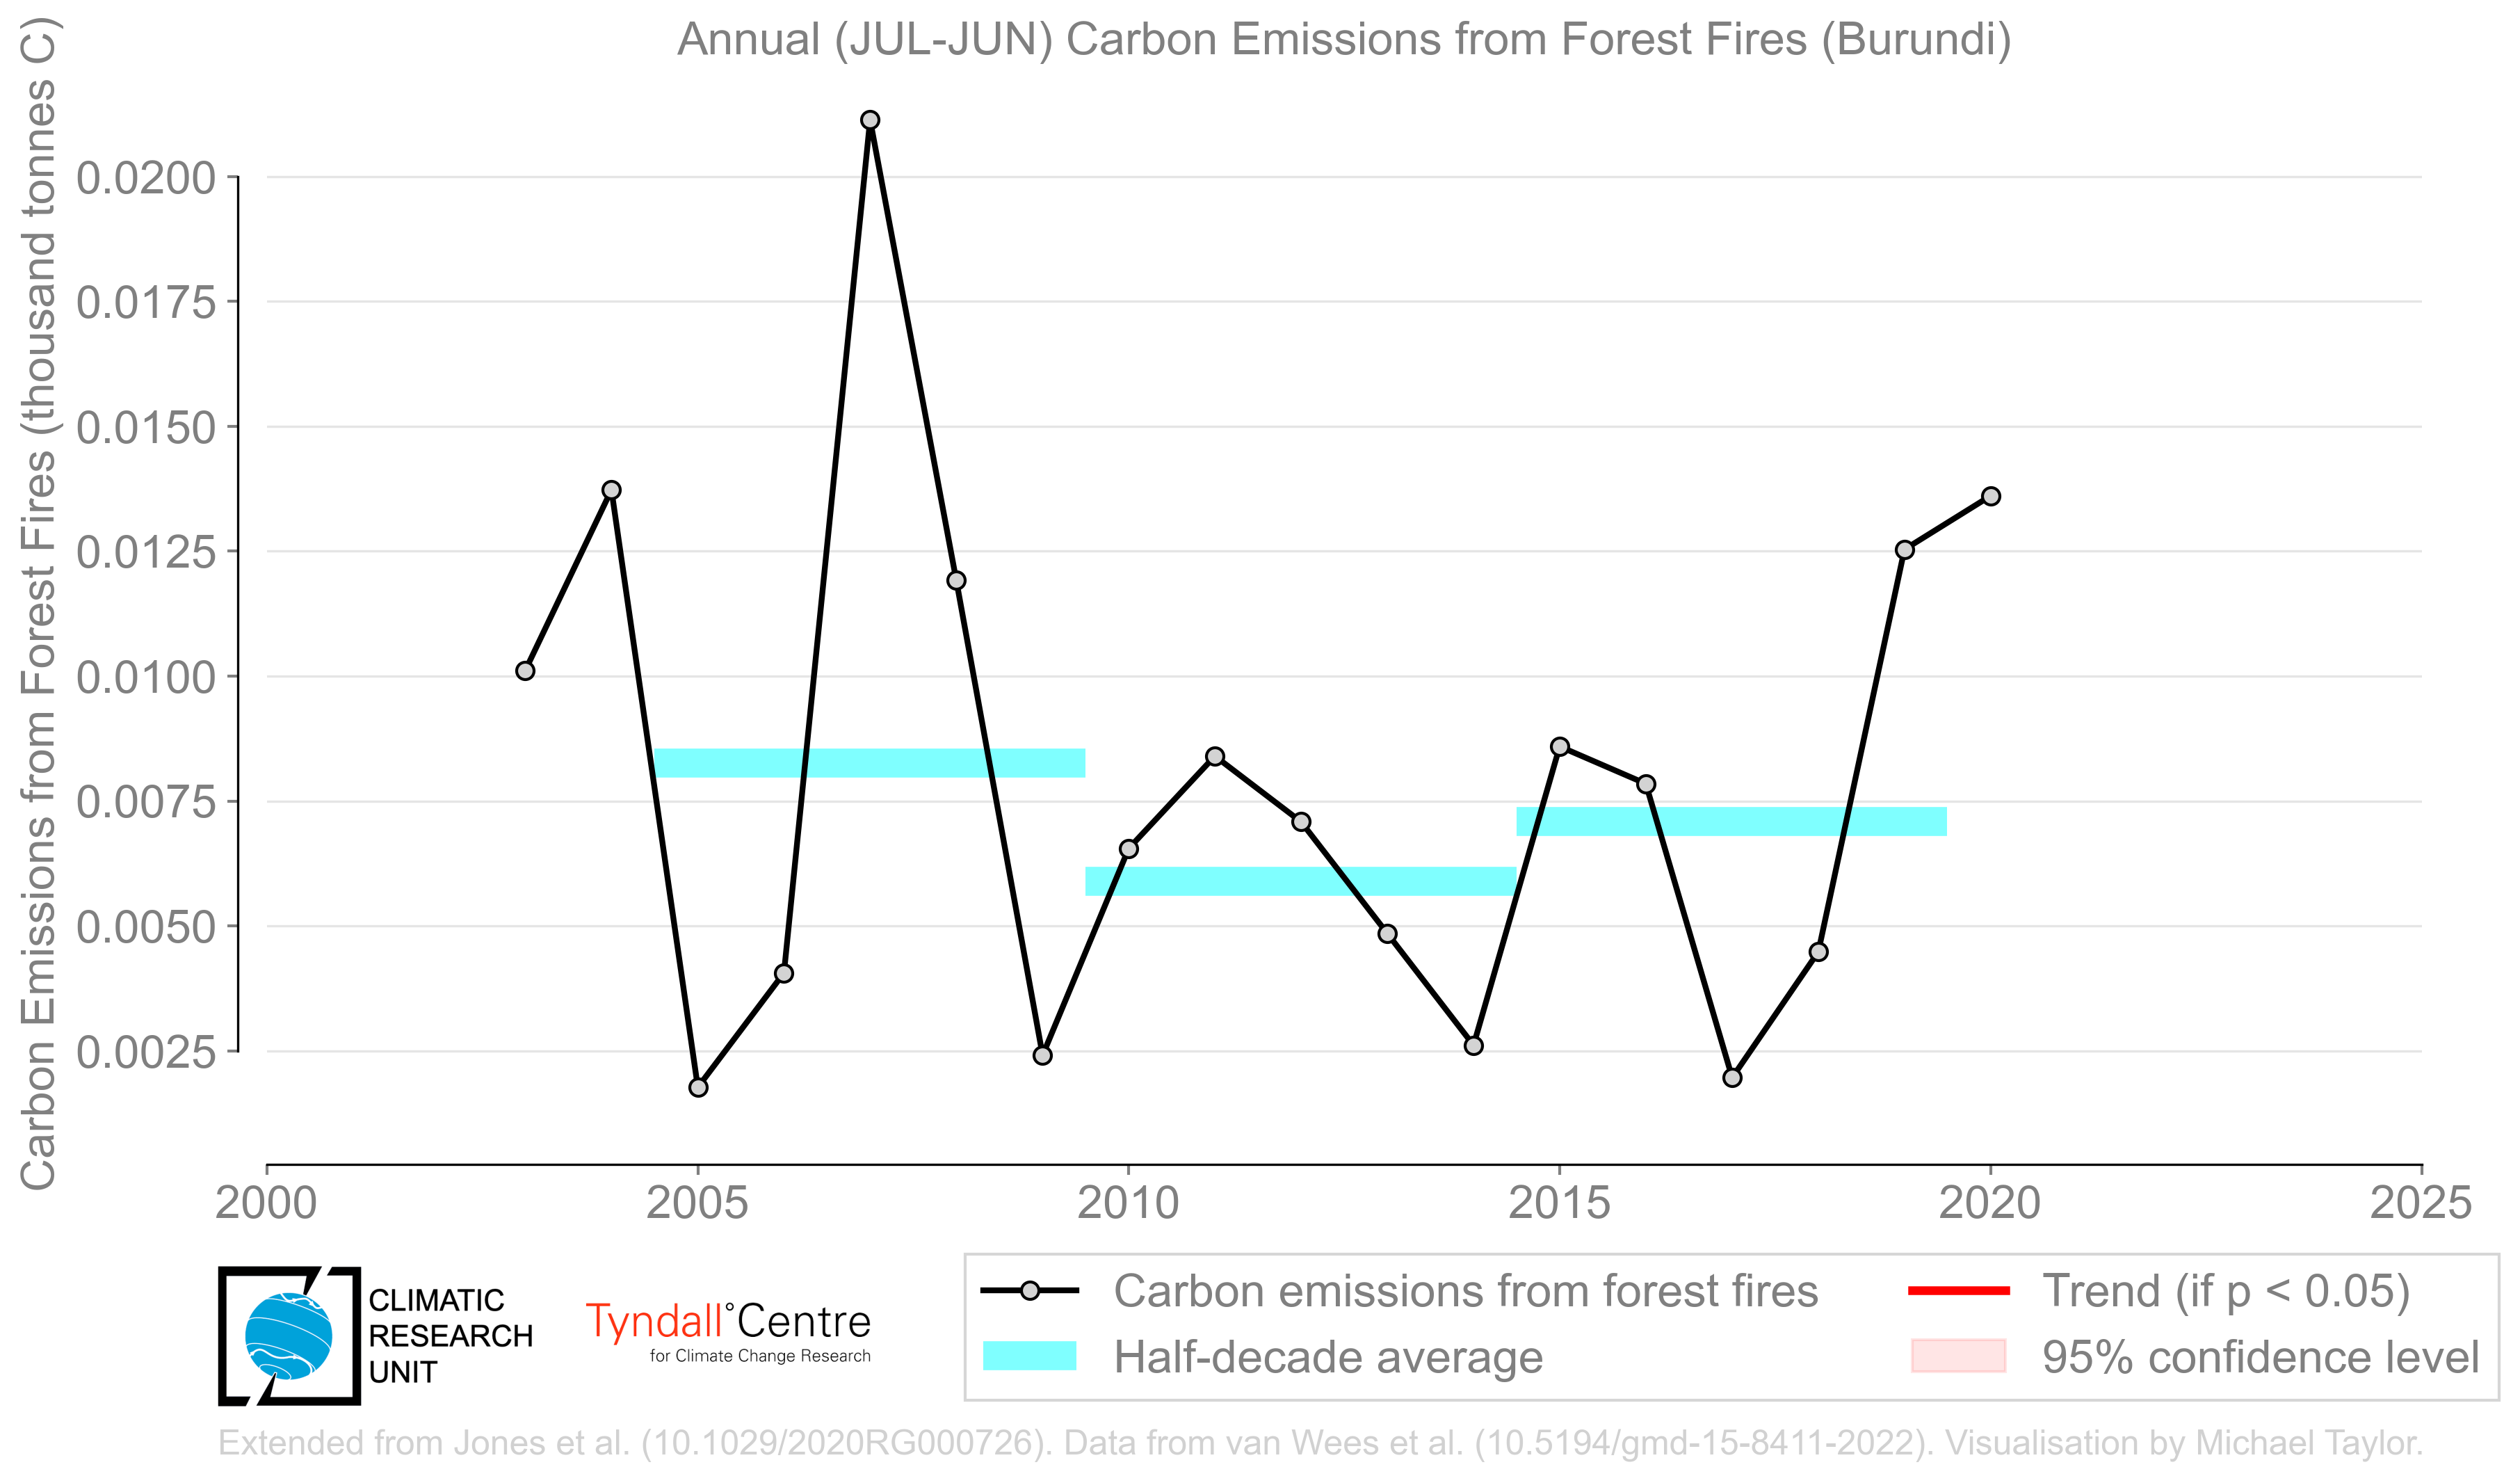 Annual (JUL-JUN) Carbon Emissions from Forest Fires (Burundi)
Carbon Emissions from Forest Fires (thousand tonnes C)
0.0200
0.0175
0.0150
0.0125
0.0100
0.0075
0.0050
0.0025
2000 2005 2010 2015 2020 2025
CLIMATIC
RESEARCH
UNIT
Tyndall°Centre
for Climate Change Research
Carbon emissions from forest fires
Half-decade average
Trend (if p < 0.05)
95% confidence level
Extended from Jones et al. (10.1029/2020RG000726). Data from van Wees et al. (10.5194/gmd-15-8411-2022). Visualisation by Michael Taylor.